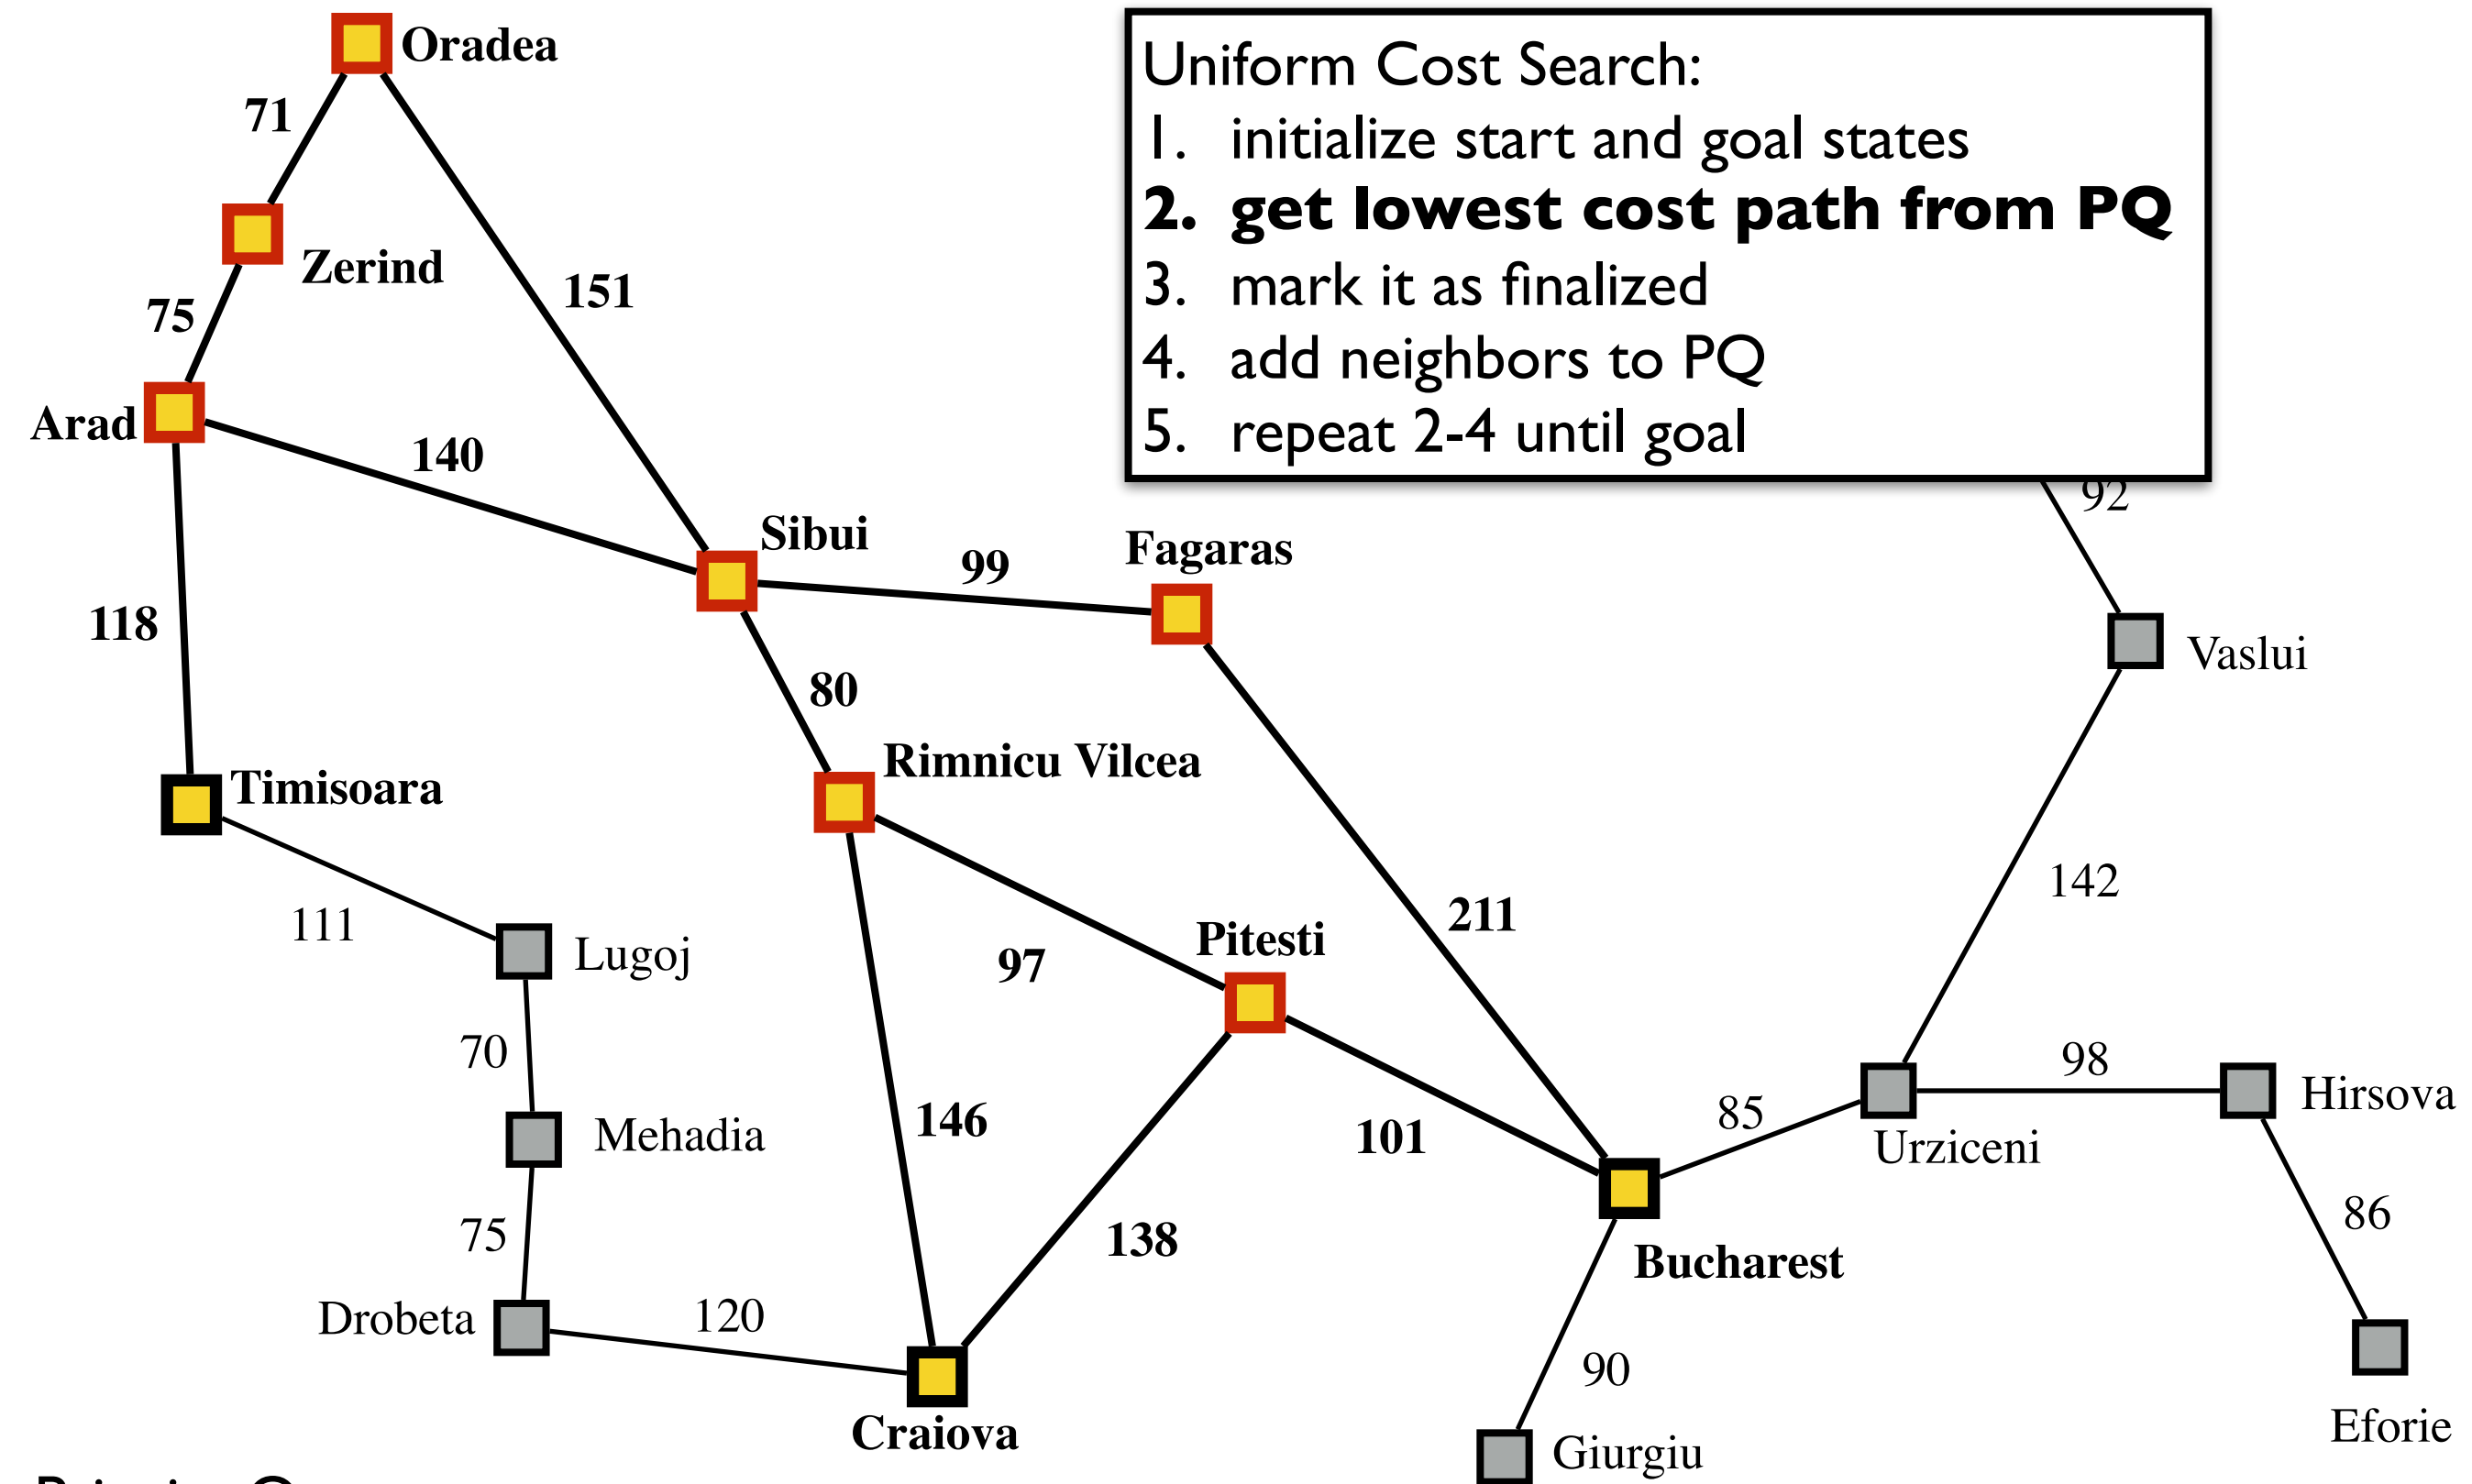 Oradea
Uniform Cost Search:
1. initialize start and goal states
2. get lowest cost path from PQ
3. mark it as finalized
4. add neighbors to PQ
5. repeat 2-4 until goal
71
Zerind
151
75
Arad
140
92
Sibui
Fagaras
99
118
Vaslui
80
Rimnicu Vilcea
Timisoara
142
211
111
Pitesti
Lugoj
97
70
98
Hirsova
85
146
101
Mehadia
Urziceni
86
75
138
Bucharest
Drobeta
120
90
Eforie
Craiova
Giurgiu